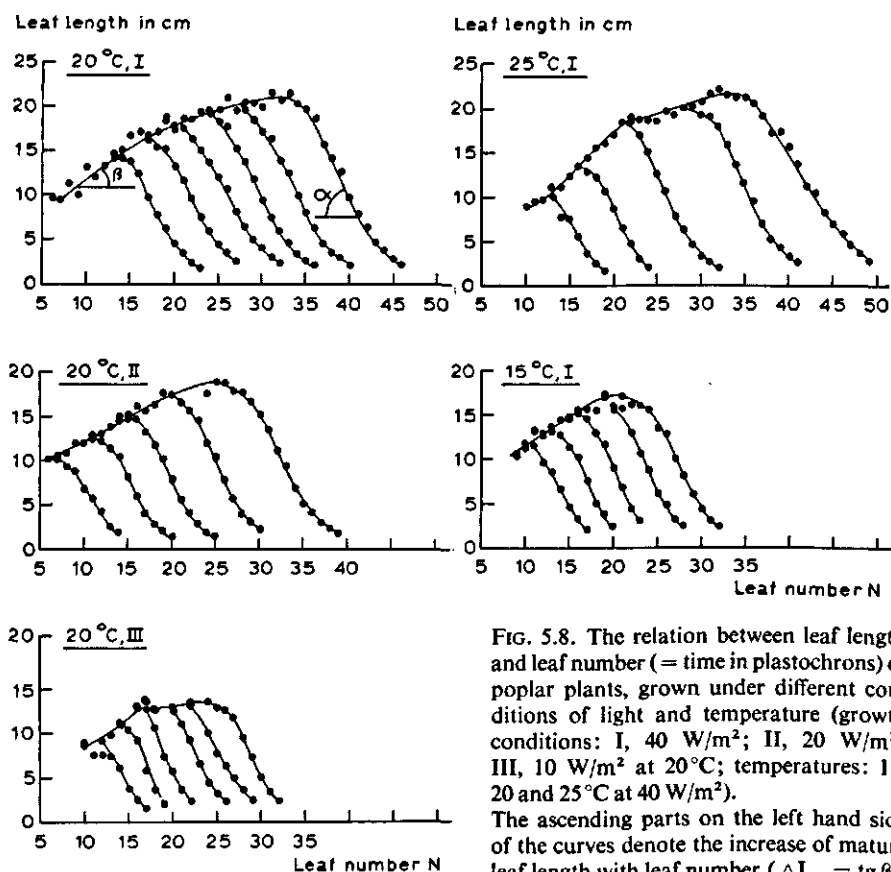 Leaf length in cm
Leaf length in cm
20 °C, I
25 °C, I
25
20
15
10
5
0
β
α
25
20
15
10
5
0
5 10 15 20 25 30 35 40 45 50
5 10 15 20 25 30 35 40 45 50
20 °C, II
15 °C, I
20
15
10
5
0
20
15
10
5
0
5 10 15 20 25 30 35 40
5 10 15 20 25 30 35
Leaf number N
20 °C, III
20
15
10
5
0
5 10 15 20 25 30 35
Leaf number N
FIG. 5.8. The relation between leaf lengt
and leaf number (= time in plastochrons)
poplar plants, grown under different con
ditions of light and temperature (growt
conditions: I, 40 W/m²; II, 20 W/m²
III, 10 W/m² at 20°C; temperatures: 1
20 and 25°C at 40 W/m²).
The ascending parts on the left hand sid
of the curves denote the increase of matur
leaf length with leaf number (△L = tg β